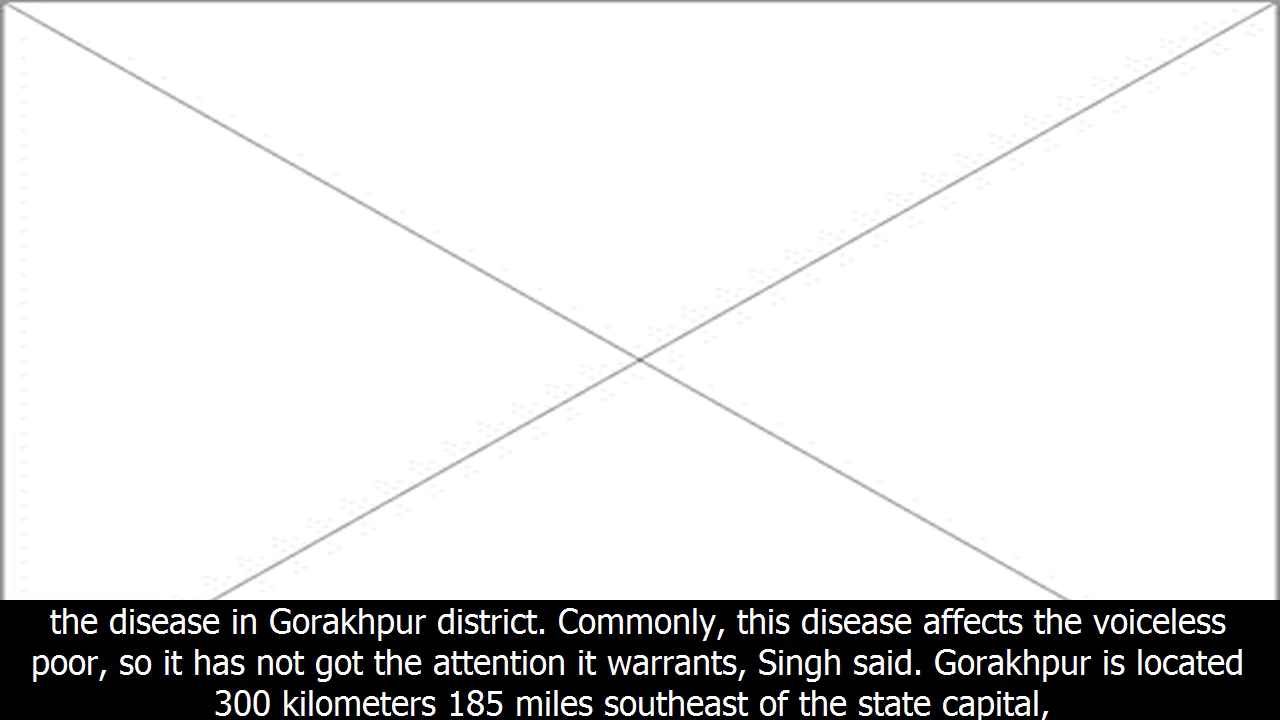 the disease in Gorakhpur district. Commonly, this disease affects the voiceless
poor, so it has not got the attention it warrants, Singh said. Gorakhpur is located
300 kilometers 185 miles southeast of the state capital,